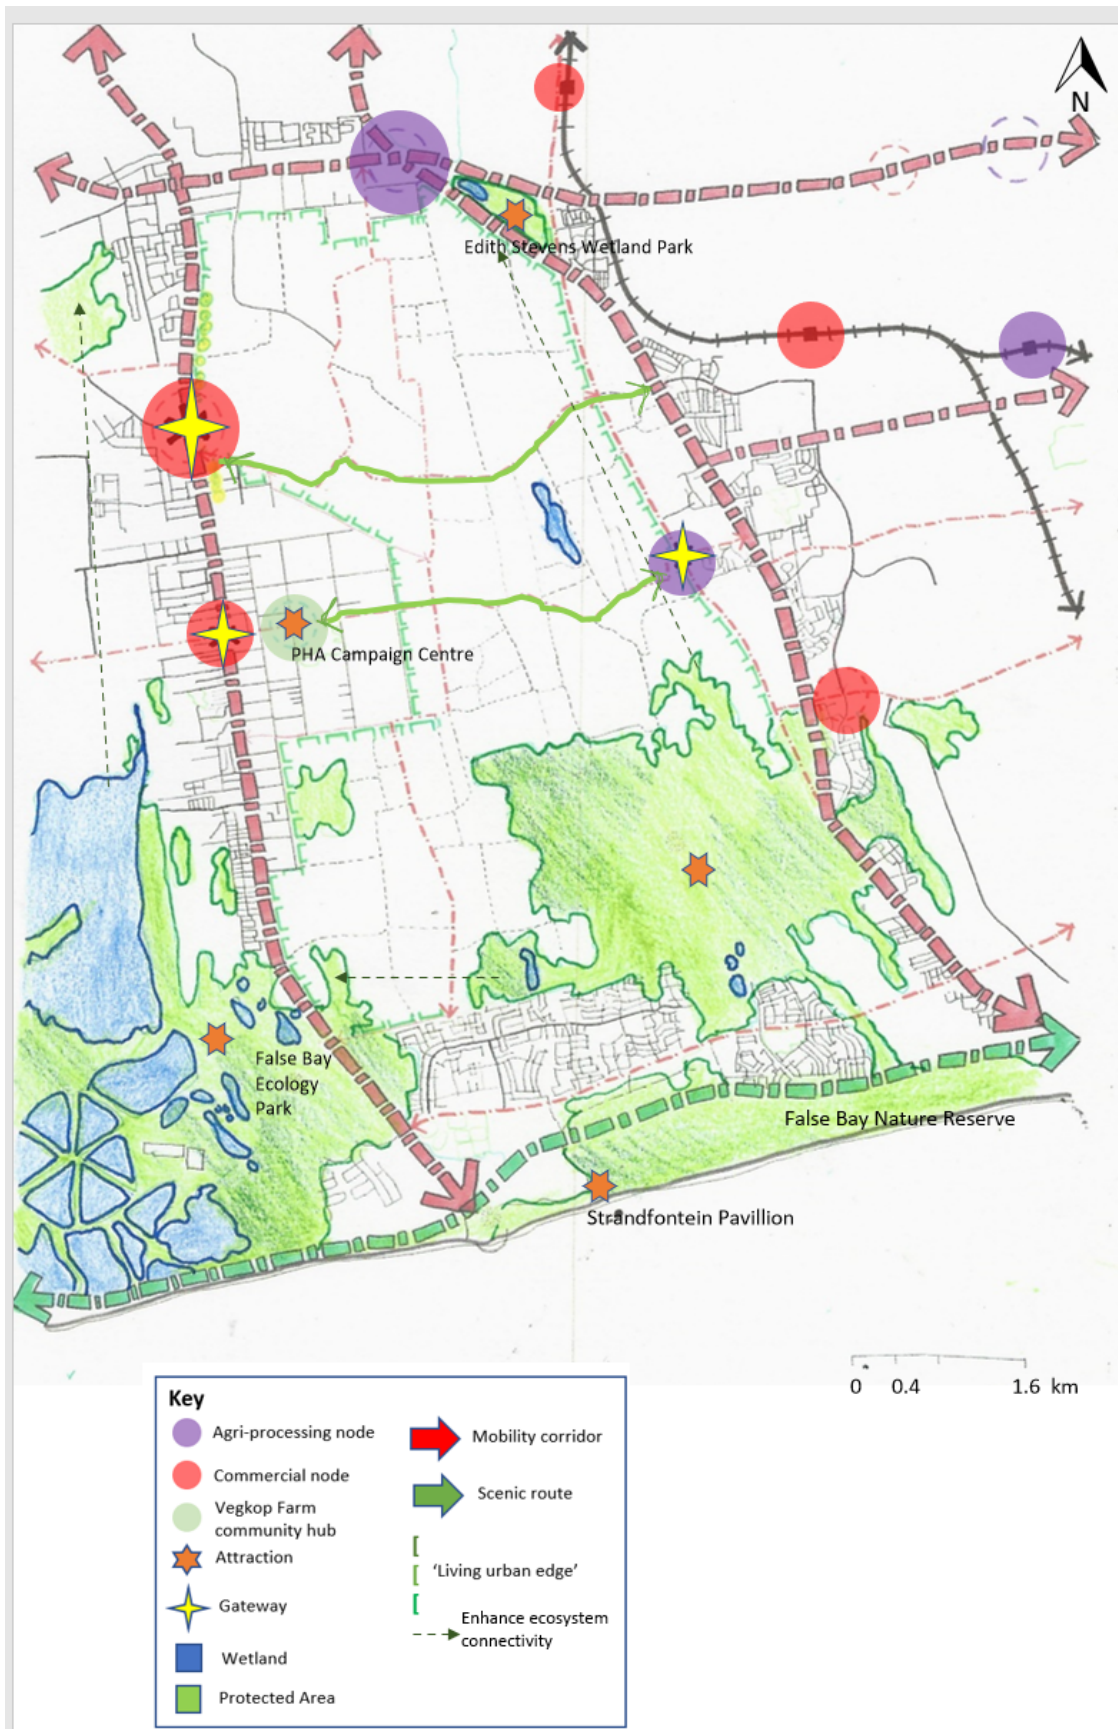 N
Edith Stevens Wetland Park
PHA Campaign Centre
False Bay
Ecology
Park
False Bay Nature Reserve
Strandfontein Pavillion
0 0.4 1.6 km
Key
Agri-processing node
Commercial node
Vegkop Farm
community hub
Attraction
Gateway
Wetland
Protected Area
Mobility corridor
Scenic route
'Living urban edge'
Enhance ecosystem
connectivity